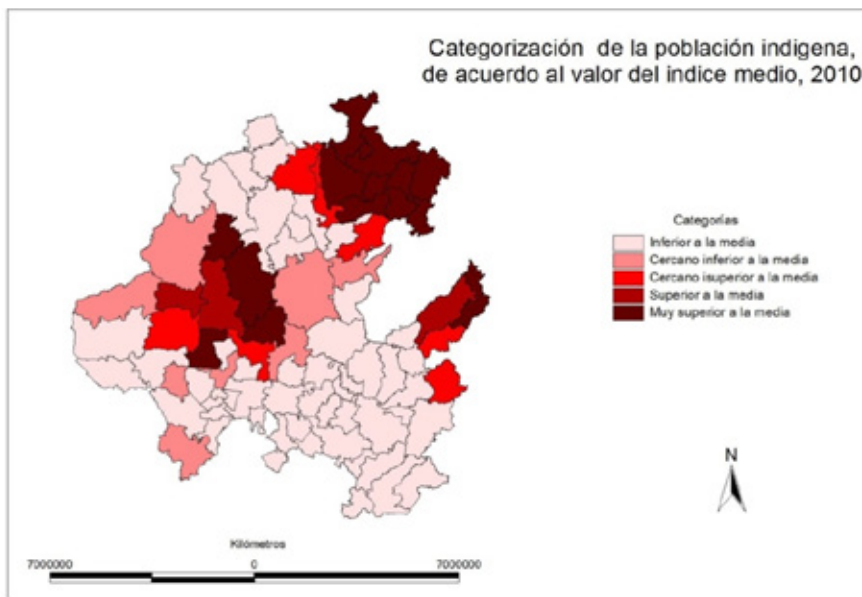 Categorización de la población indigena,
de acuerdo al valor del indice medio, 2010
Categorías
Inferior a la media
Cercano inferior a la media
Cercano isuperior a la media
Superior a la media
Muy superior a la media
N
Kilómetros
7000000 0 7000000